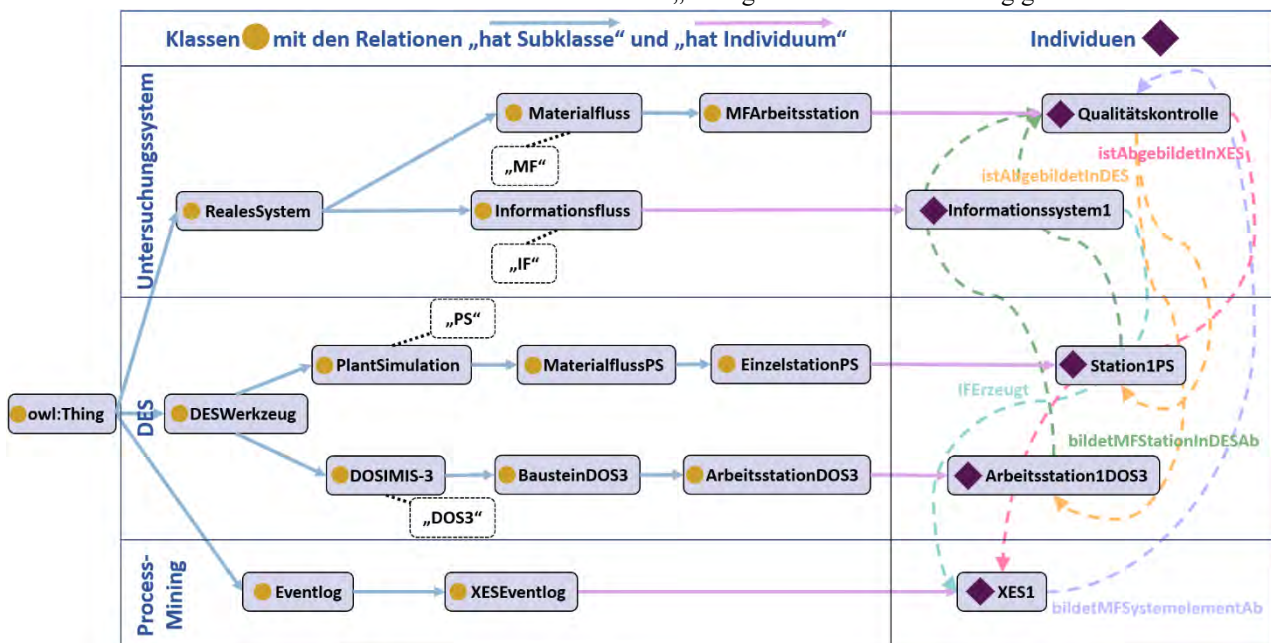 Klassen mit den Relationen „hat Subklasse“ und „hat Individuum“
Individuen
Untersuchungssystem
Materialfluss
MFArbeitsstation
Qualitätskontrolle
„MF“
istAbgebildetInXES
istAbgebildetInDES
RealesSystem
Informationsfluss
Informationssystem1
„IF“
DES
„PS“
PlantSimulation
MaterialflussPS
EinzelstationPS
Station1PS
IFErzeugt
owl:Thing
DESWerkzeug
bildetMFStationInDESAb
DOSIMIS-3
BausteinDOS3
ArbeitsstationDOS3
Arbeitsstation1DOS3
„DOS3“
Process-
Mining
Eventlog
XESEventlog
XES1
bildetMFSystemelementAb